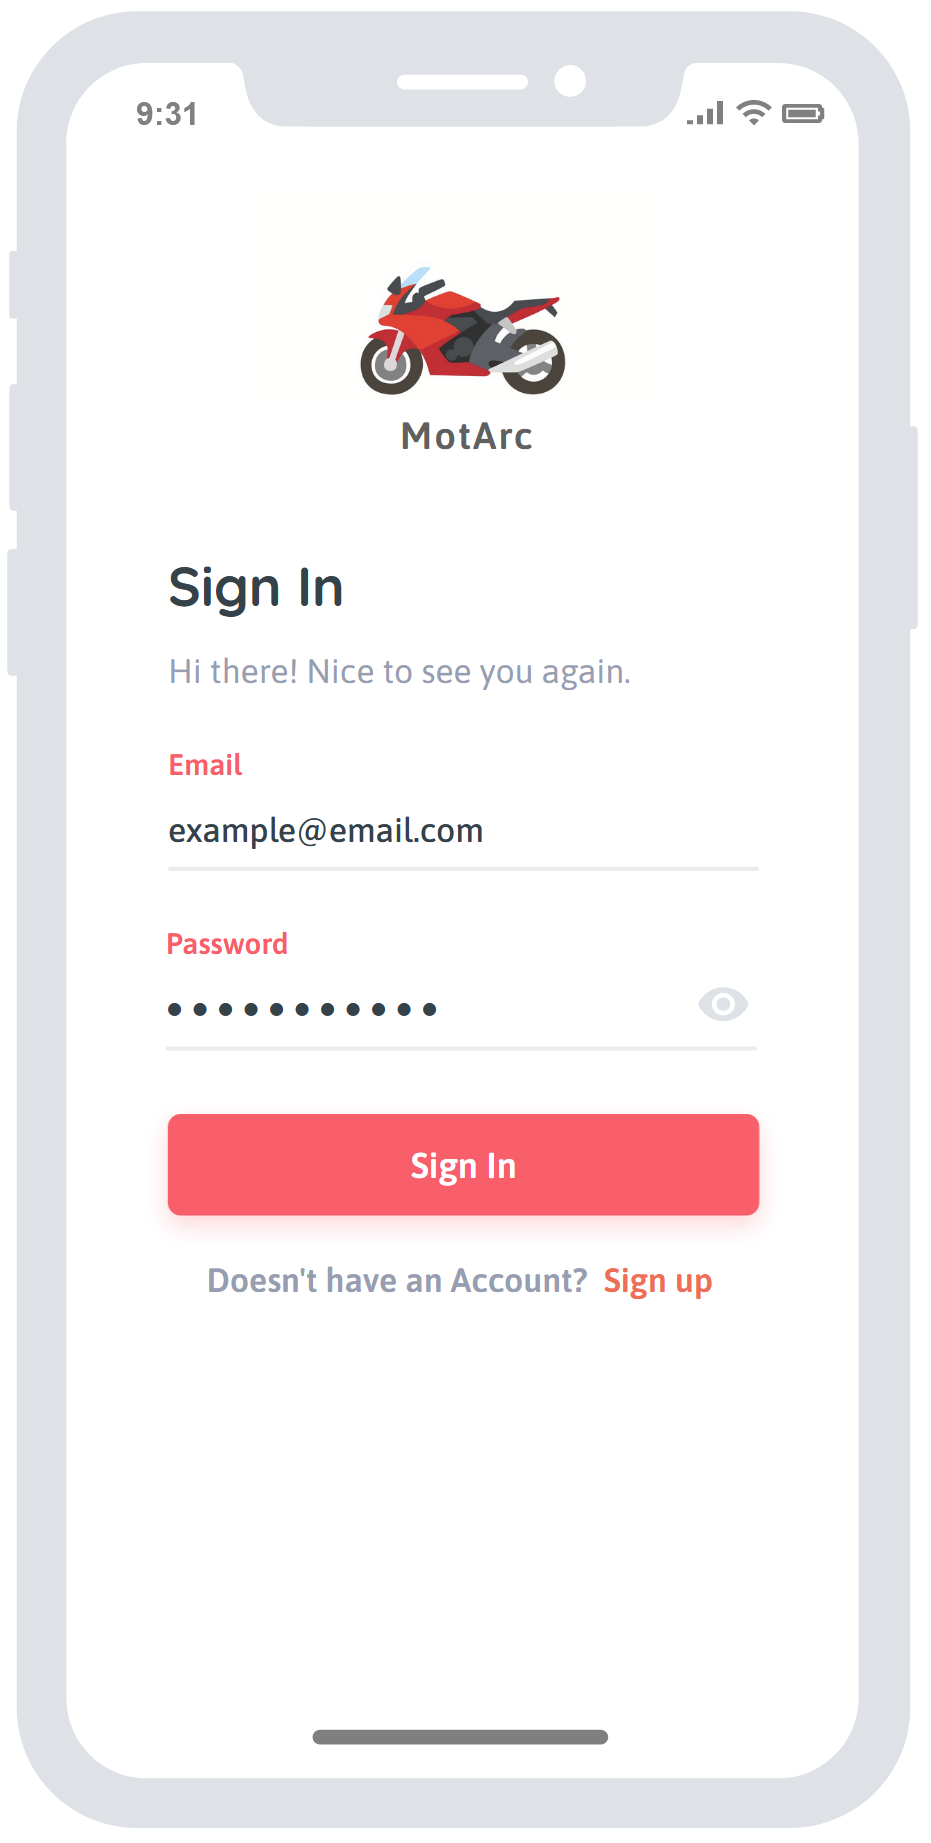 9:31
MotArc
Sign In
Hi there! Nice to see you again.
Email
example@email.com
Password
Sign In
Doesn't have an Account? Sign up